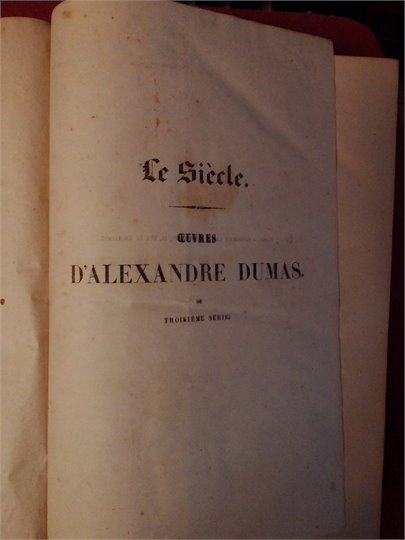 Le Siècle.
ŒUVRES
D'ALEXANDRE DUMAS.
TROISIÈME SÉRIE